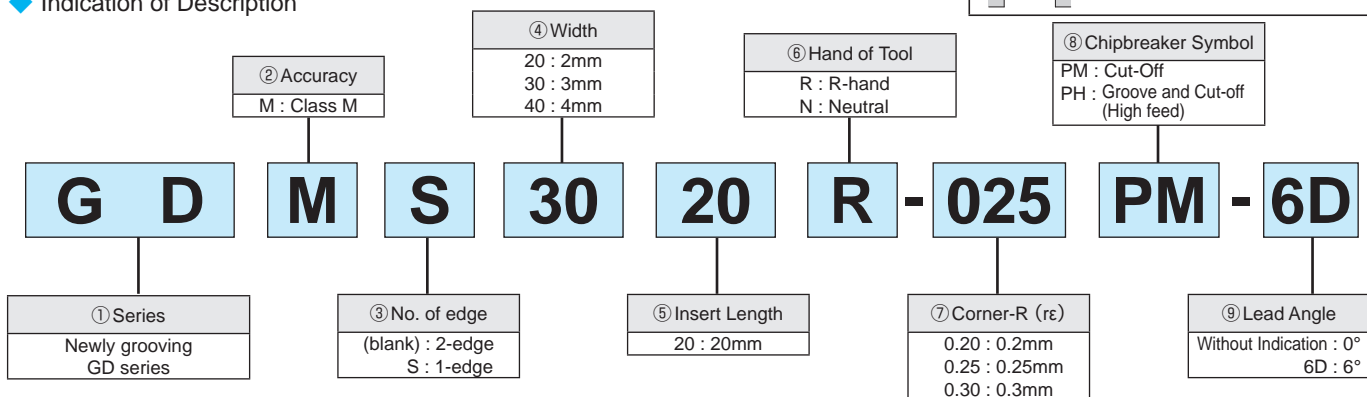 Indication of Description
④Width
20 : 2mm
30 : 3mm
40 : 4mm
②Accuracy
M : Class M
⑥Hand of Tool
R : R-hand
N : Neutral
⑧Chipbreaker Symbol
PM : Cut-Off
PH : Groove and Cut-off
(High feed)
G D M S 30 20 R - 025 PM - 6D
①Series
Newly grooving
GD series
③No. of edge
(blank) : 2-edge
S : 1-edge
⑤Insert Length
20 : 20mm
⑦Corner-R (rε)
0.20 : 0.2mm
0.25 : 0.25mm
0.30 : 0.3mm
⑨Lead Angle
Without Indication : 0°
6D : 6°